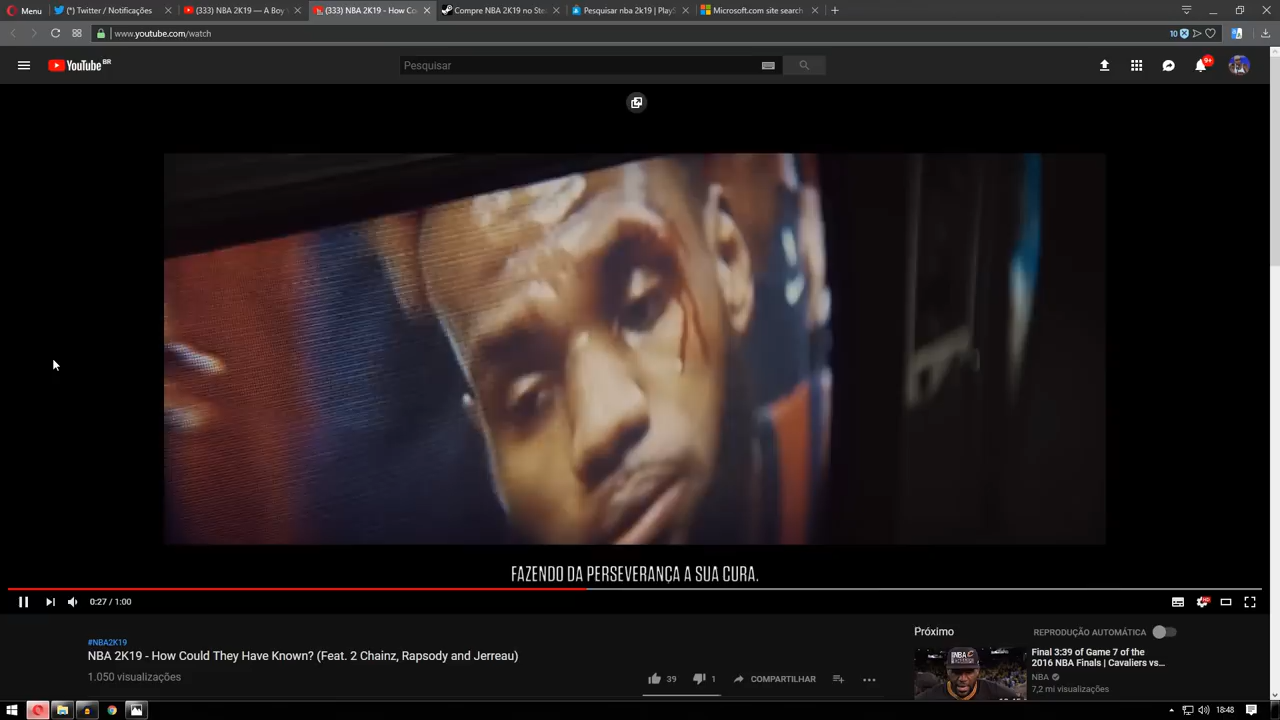 Menu
(*) Twitter / Notificações
(333) NBA 2K19 — A Boy
(333) NBA 2K19 - How Co
Compre NBA 2K19 no Ste
Pesquisar nba 2k19 | PlayS
Microsoft.com site search
www.youtube.com/watch
10
YouTube BR
Pesquisar
9+
FAZENDO DA PERSEVERANÇA A SUA CURA.
0:27 / 1:00
HD
#NBA2K19
NBA 2K19 - How Could They Have Known? (Feat. 2 Chainz, Rapsody and Jerreau)
1.050 visualizações
39
1
COMPARTILHAR
Próximo
REPRODUÇÃO AUTOMÁTICA
Final 3:39 of Game 7 of the
2016 NBA Finals | Cavaliers vs...
NBA
7,2 mi visualizações
18:48